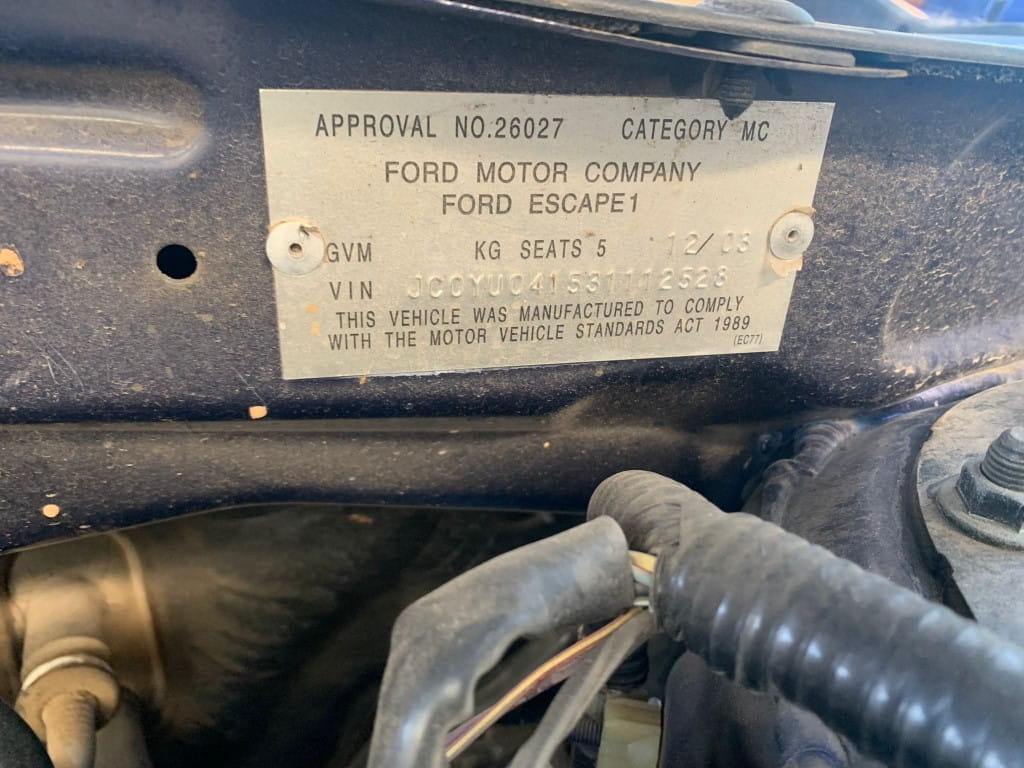 APPROVAL NO.26027 CATEGORY MC
FORD MOTOR COMPANY
FORD ESCAPE1
GVM KG SEATS 5 12/03
VIN JC0YU041531112528
THIS VEHICLE WAS MANUFACTURED TO COMPLY
WITH THE MOTOR VEHICLE STANDARDS ACT 1989
(EC77)